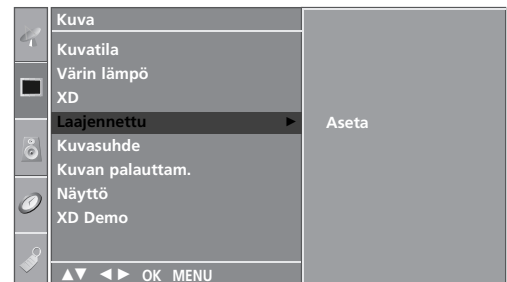 Kuva
Kuvatila
Värin lämpö
XD
Laajennettu ► Aseta
Kuvasuhde
Kuvan palauttam.
Näyttö
XD Demo
▲▼ ◄► OK MENU